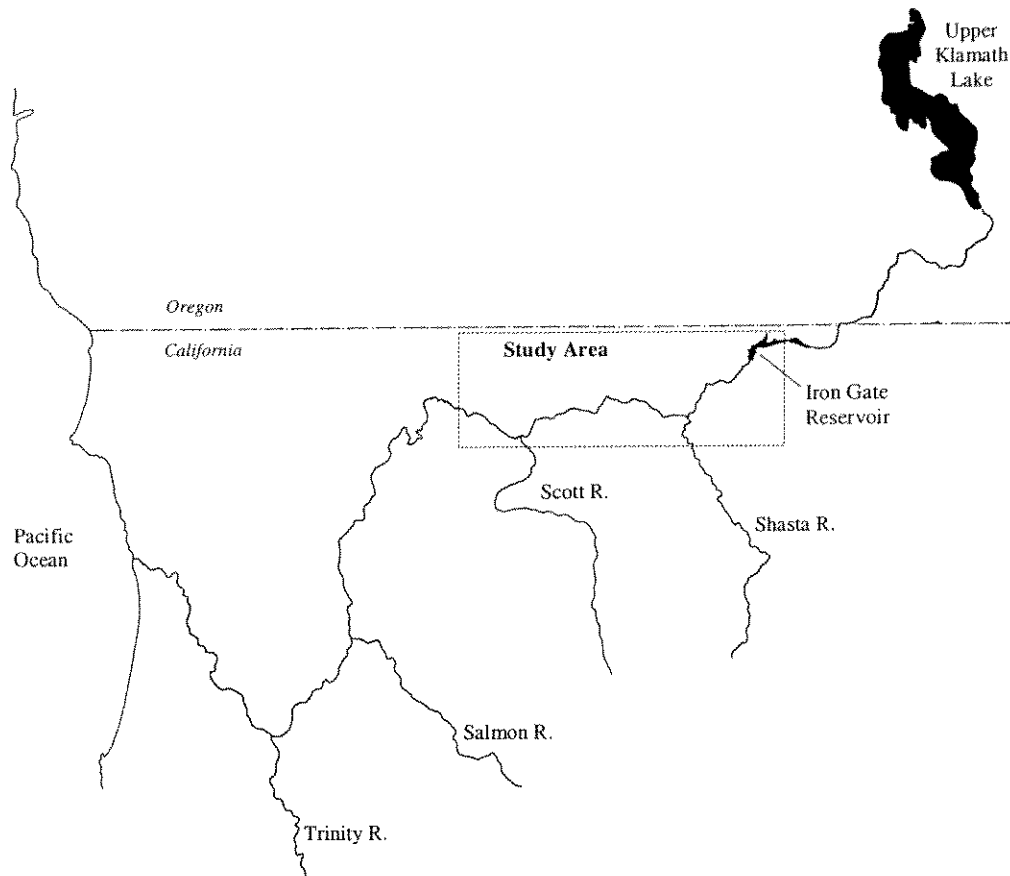 Upper
Klamath
Lake
Oregon
California
Study Area
Iron Gate
Reservoir
Scott R.
Shasta R.
Pacific
Ocean
Salmon R.
Trinity R.